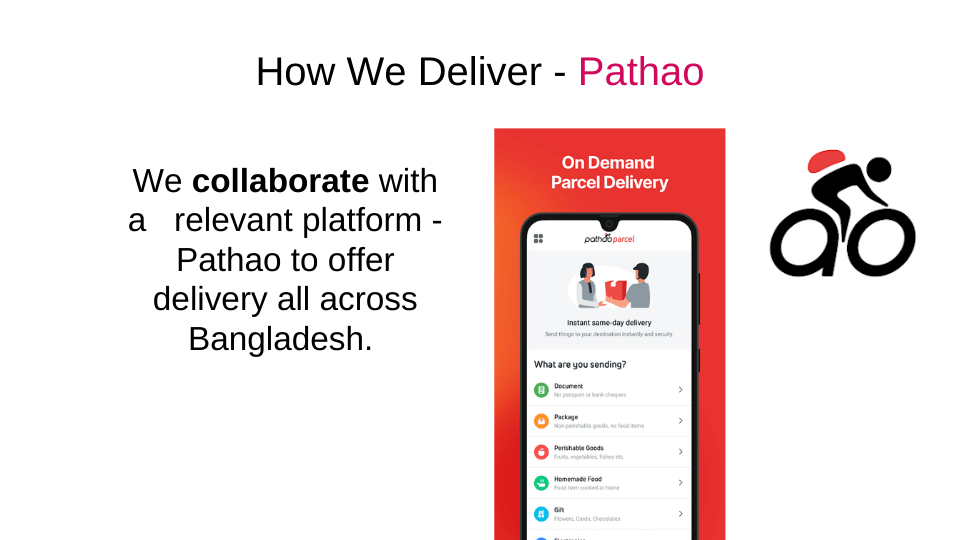 How We Deliver - Pathao
We collaborate with
a relevant platform -
Pathao to offer
delivery all across
Bangladesh.
On Demand
Parcel Delivery
pathao parcel
Instant same-day delivery
Send things to your destination instantly and securly.
What are you sending?
Document
No passport or bank cheques
Package
Non-perishable goods, no food items
Perishable Goods
Fruits, vegetables, fishes etc.
Homemade Food
Food item cooked at home
Gift
Flowers, Cards, Chocolates